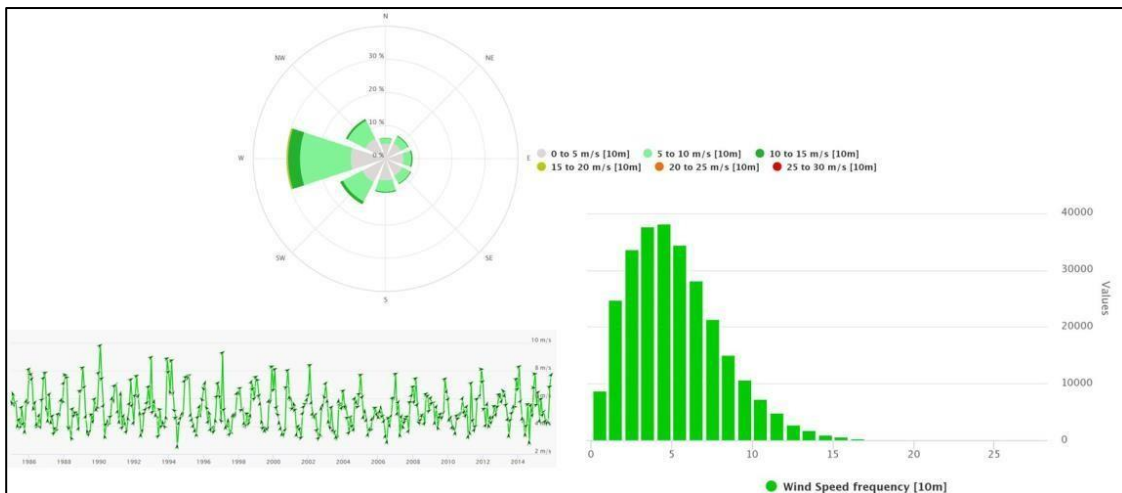 N
NW
NE
30 %
20 %
10 %
0 %
W
E
SW
SE
S
0 to 5 m/s [10m] 5 to 10 m/s [10m] 10 to 15 m/s [10m]
15 to 20 m/s [10m] 20 to 25 m/s [10m] 25 to 30 m/s [10m]
10 m/s
8 m/s
2 m/s
1986 1988 1990 1992 1994 1996 1998 2000 2002 2004 2006 2008 2010 2012 2014
40000
30000
20000
10000
0
Values
0 5 10 15 20 25
Wind Speed frequency [10m]